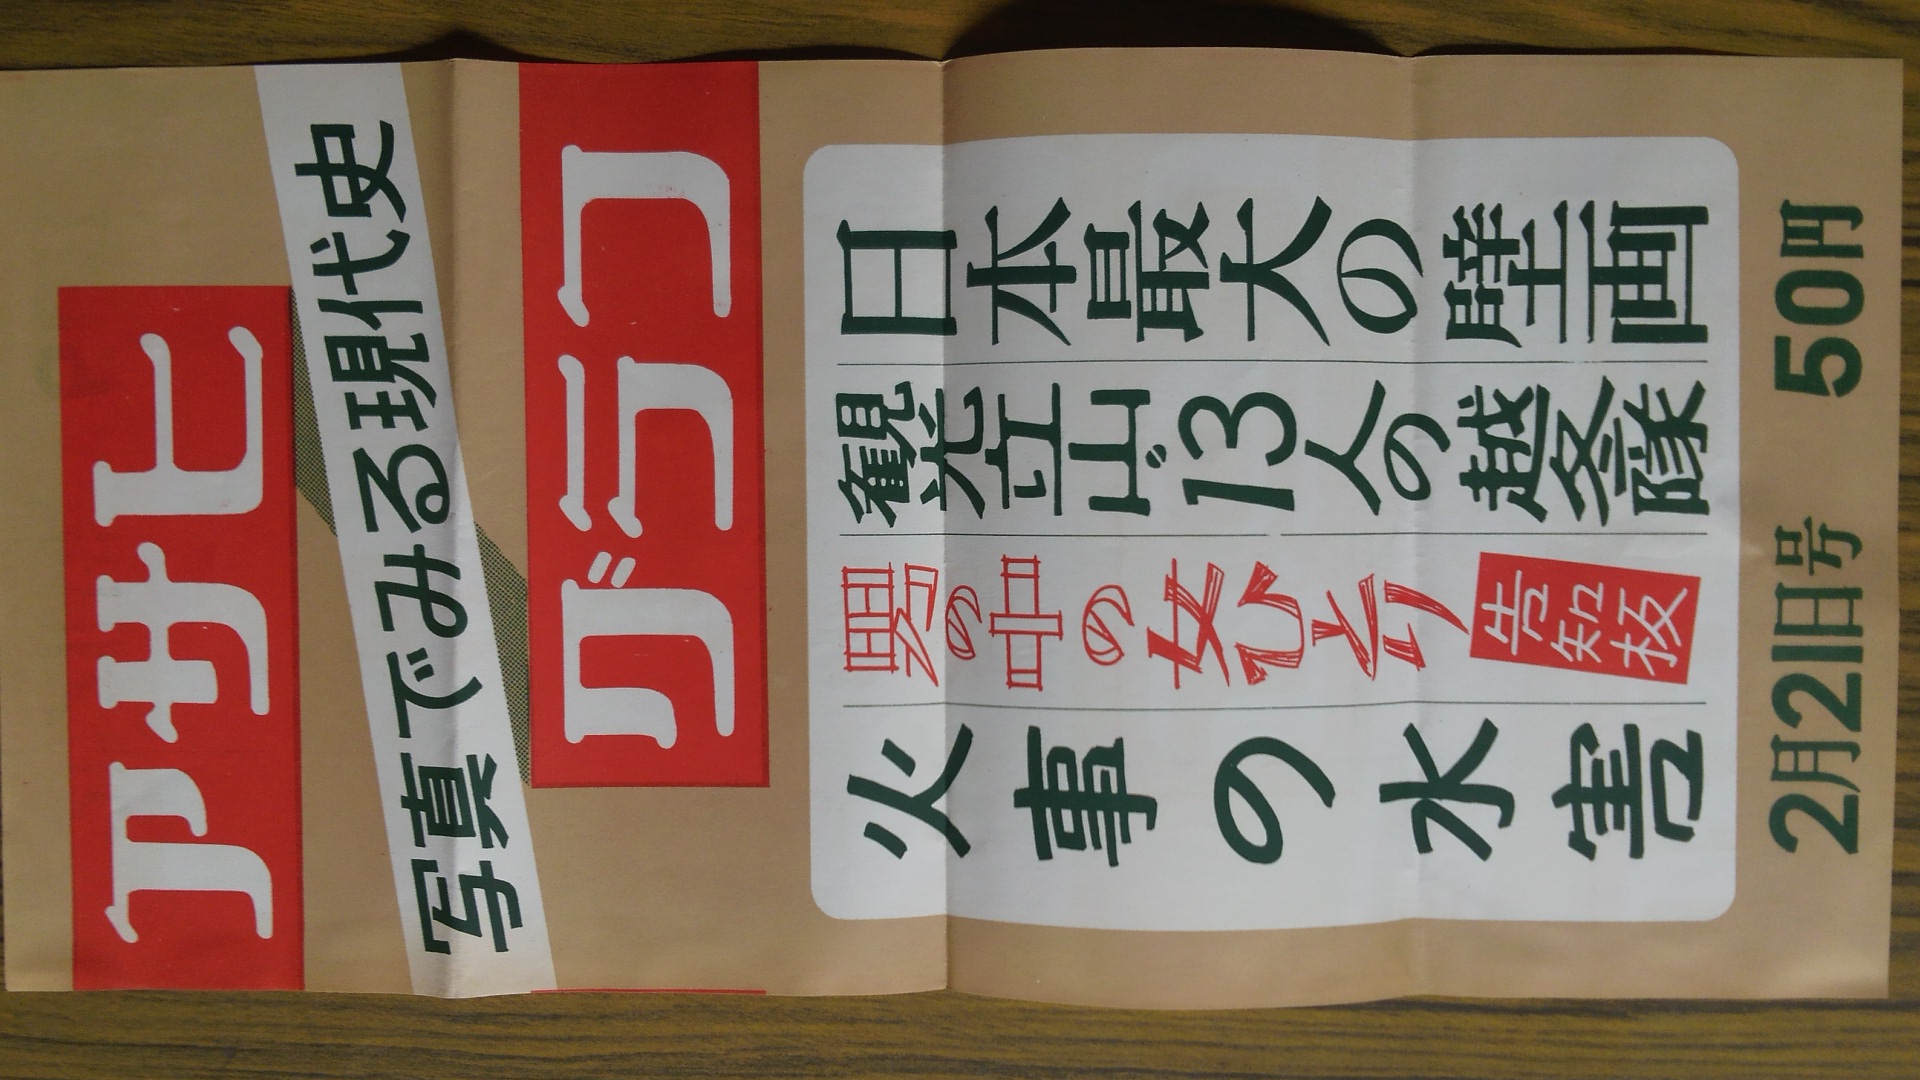 アサヒ
写真でみる現代史
グラフ
日本最大の壁画
観光立山、13人の越冬隊
男の中の女ひとり 告知板
火事の水害
2月21日号 50円